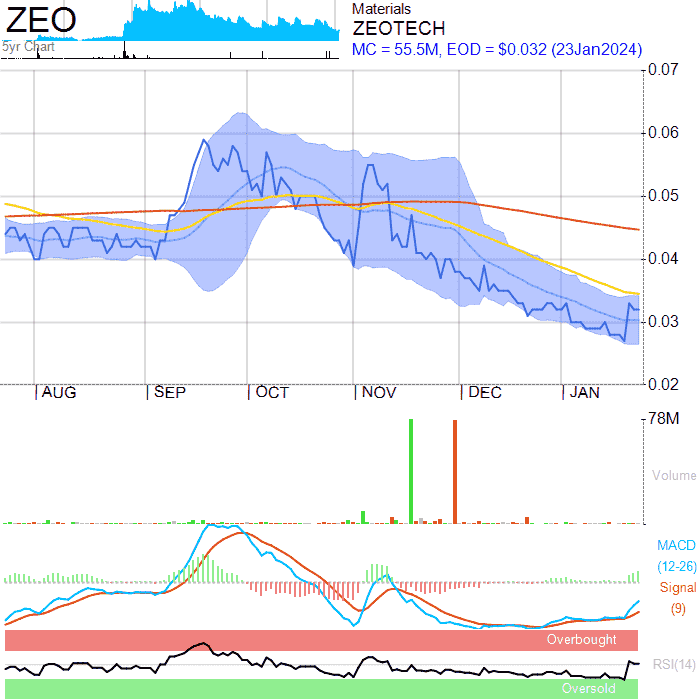 ZEO
5yr Chart
Materials
ZEOTECH
MC = 55.5M, EOD = $0.032 (23Jan2024)
0.07
0.06
0.05
0.04
0.03
0.02
AUG SEP OCT NOV DEC JAN
78M
Volume
MACD
(12-26)
Signal
(9)
Overbought
RSI(14)
Oversold